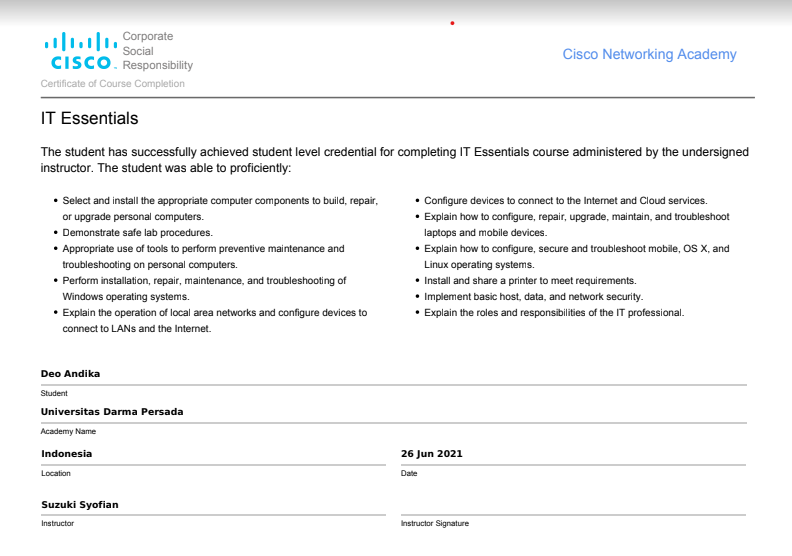 Corporate
Social
Responsibility
CISCO
Cisco Networking Academy
Certificate of Course Completion
IT Essentials
The student has successfully achieved student level credential for completing IT Essentials course administered by the undersigned
instructor. The student was able to proficiently:
• Select and install the appropriate computer components to build, repair,
or upgrade personal computers.
• Demonstrate safe lab procedures.
• Appropriate use of tools to perform preventive maintenance and
troubleshooting on personal computers.
• Perform installation, repair, maintenance, and troubleshooting of
Windows operating systems.
• Explain the operation of local area networks and configure devices to
connect to LANs and the Internet.
• Configure devices to connect to the Internet and Cloud services.
• Explain how to configure, repair, upgrade, maintain, and troubleshoot
laptops and mobile devices.
• Explain how to configure, secure and troubleshoot mobile, OS X, and
Linux operating systems.
• Install and share a printer to meet requirements.
• Implement basic host, data, and network security.
• Explain the roles and responsibilities of the IT professional.
Deo Andika
Student
Universitas Darma Persada
Academy Name
Indonesia
Location
26 Jun 2021
Date
Suzuki Syofian
Instructor
Instructor Signature